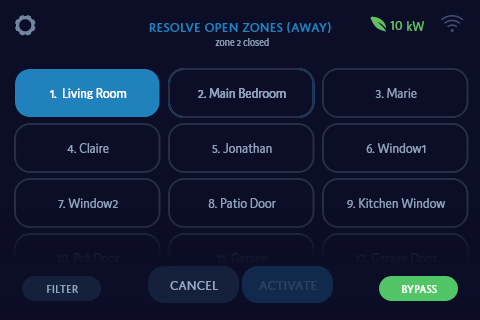 RESOLVE OPEN ZONES (AWAY)
10 kW
zone 2 closed
1. Living Room
2. Main Bedroom
3. Marie
4. Claire
5. Jonathan
6. Window1
7. Window2
8. Patio Door
9. Kitchen Window
10. Pet Door
11. Garage
12. Garage Door
FILTER
CANCEL
ACTIVATE
BYPASS